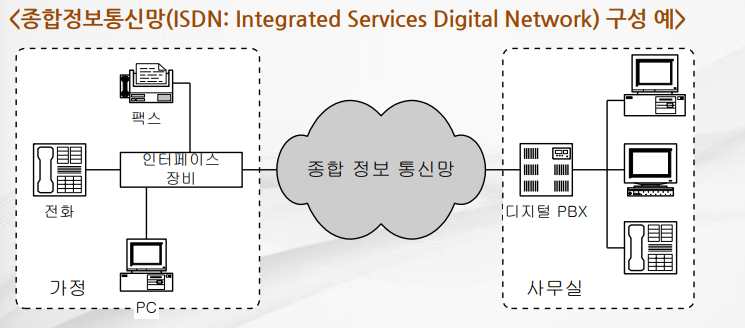 <종합정보통신망(ISDN: Integrated Services Digital Network) 구성 예>
팩스
인터페이스
장비
전화
PC
가정
종합 정보 통신망
디지털 PBX
사무실